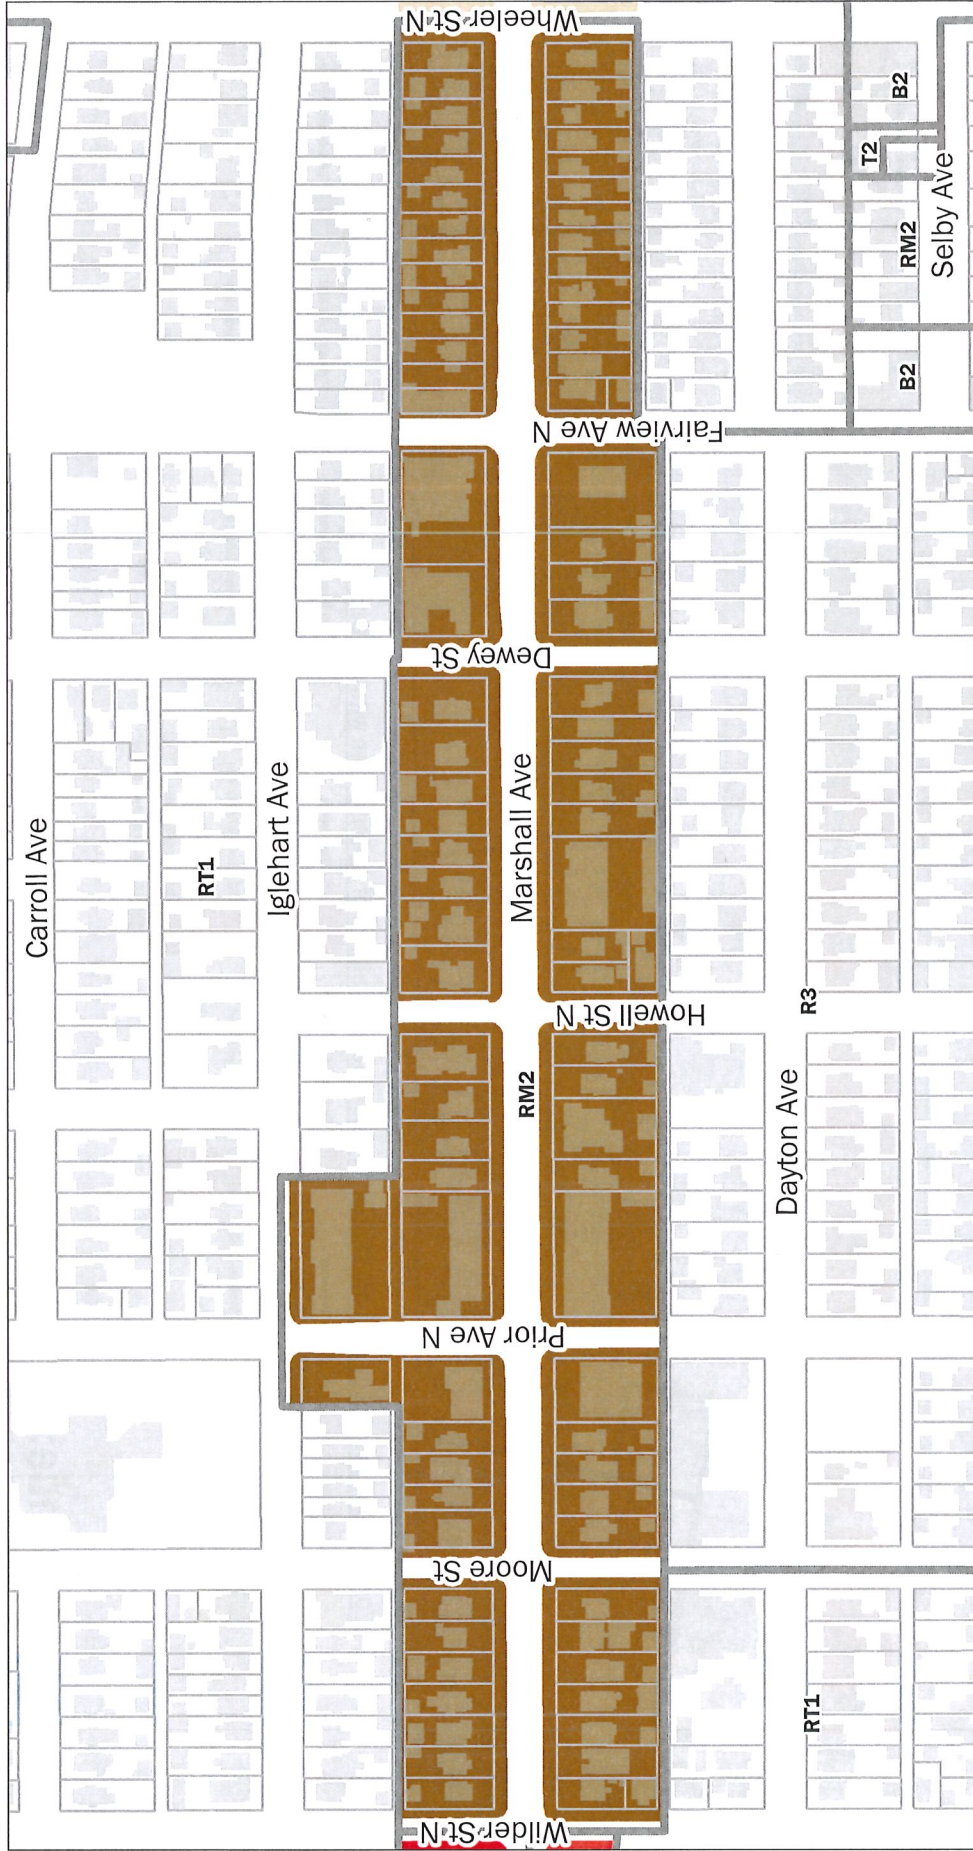 Carroll Ave
RT1
Iglehart Ave
Wilder St N
Moore St
Prior Ave N
Howell St N
Dewey St
Fairview Ave N
Wheeler St N
Marshall Ave
RM2
Dayton Ave
R3
RT1
B2
RM2
T2
B2
Selby Ave